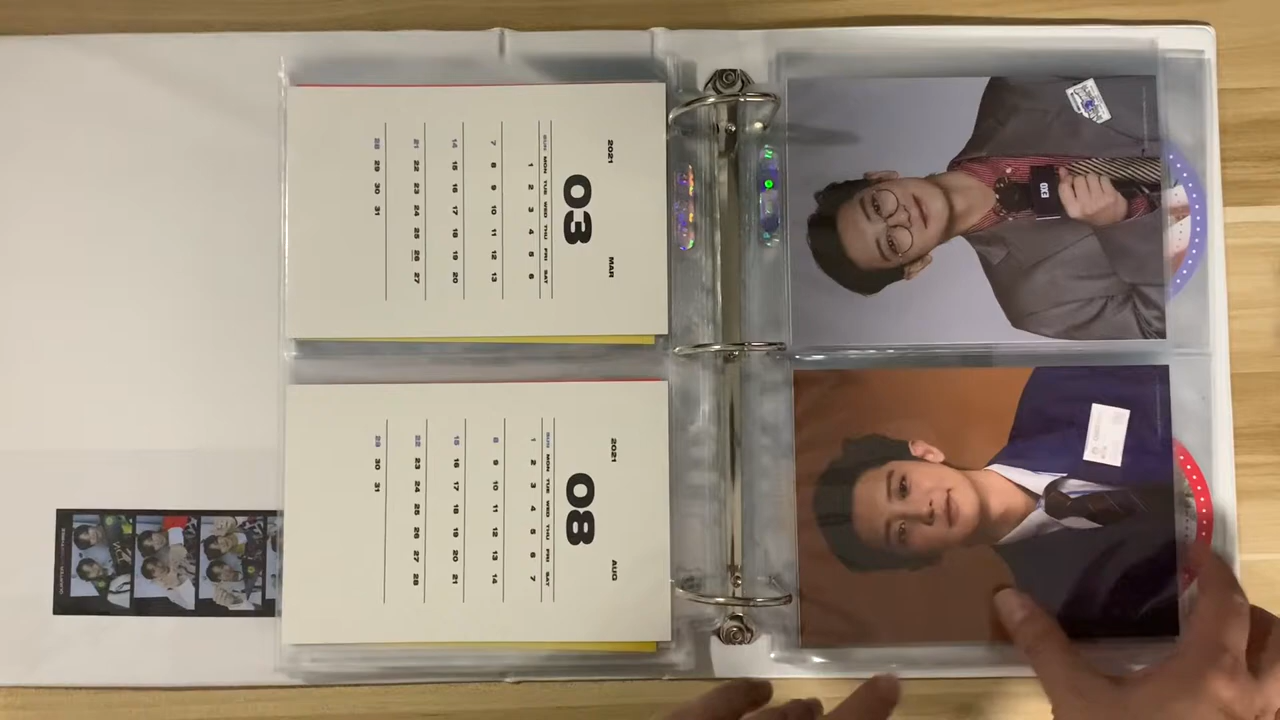 2021
03
MAR
SUN MON TUE WED THU FRI SAT
1 2 3 4 5 6
7 8 9 10 11 12 13
14 15 16 17 18 19 20
21 22 23 24 25 26 27
28 29 30 31
2021
08
AUG
SUN MON TUE WED THU FRI SAT
1 2 3 4 5 6 7
8 9 10 11 12 13 14
15 16 17 18 19 20 21
22 23 24 25 26 27 28
29 30 31
EXO